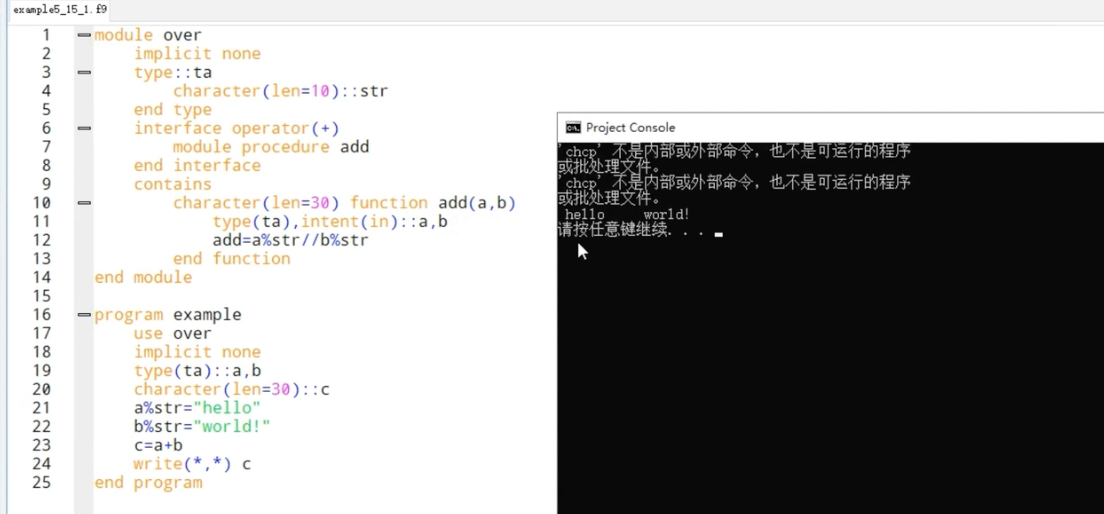 example5_15_1.f9
1 module over
2     implicit none
3     type::ta
4         character(len=10)::str
5     end type
6     interface operator(+)
7         module procedure add
8     end interface
9     contains
10         character(len=30) function add(a,b)
11             type(ta),intent(in)::a,b
12             add=a%str//b%str
13         end function
14 end module
15
16 program example
17     use over
18     implicit none
19     type(ta)::a,b
20     character(len=30)::c
21     a%str="hello"
22     b%str="world!"
23     c=a+b
24     write(*,*) c
25 end program
Project Console
'chcp' 不是内部或外部命令，也不是可运行的程序
或批处理文件。
'chcp' 不是内部或外部命令，也不是可运行的程序
或批处理文件。
 hello     world!
请按任意键继续. . .